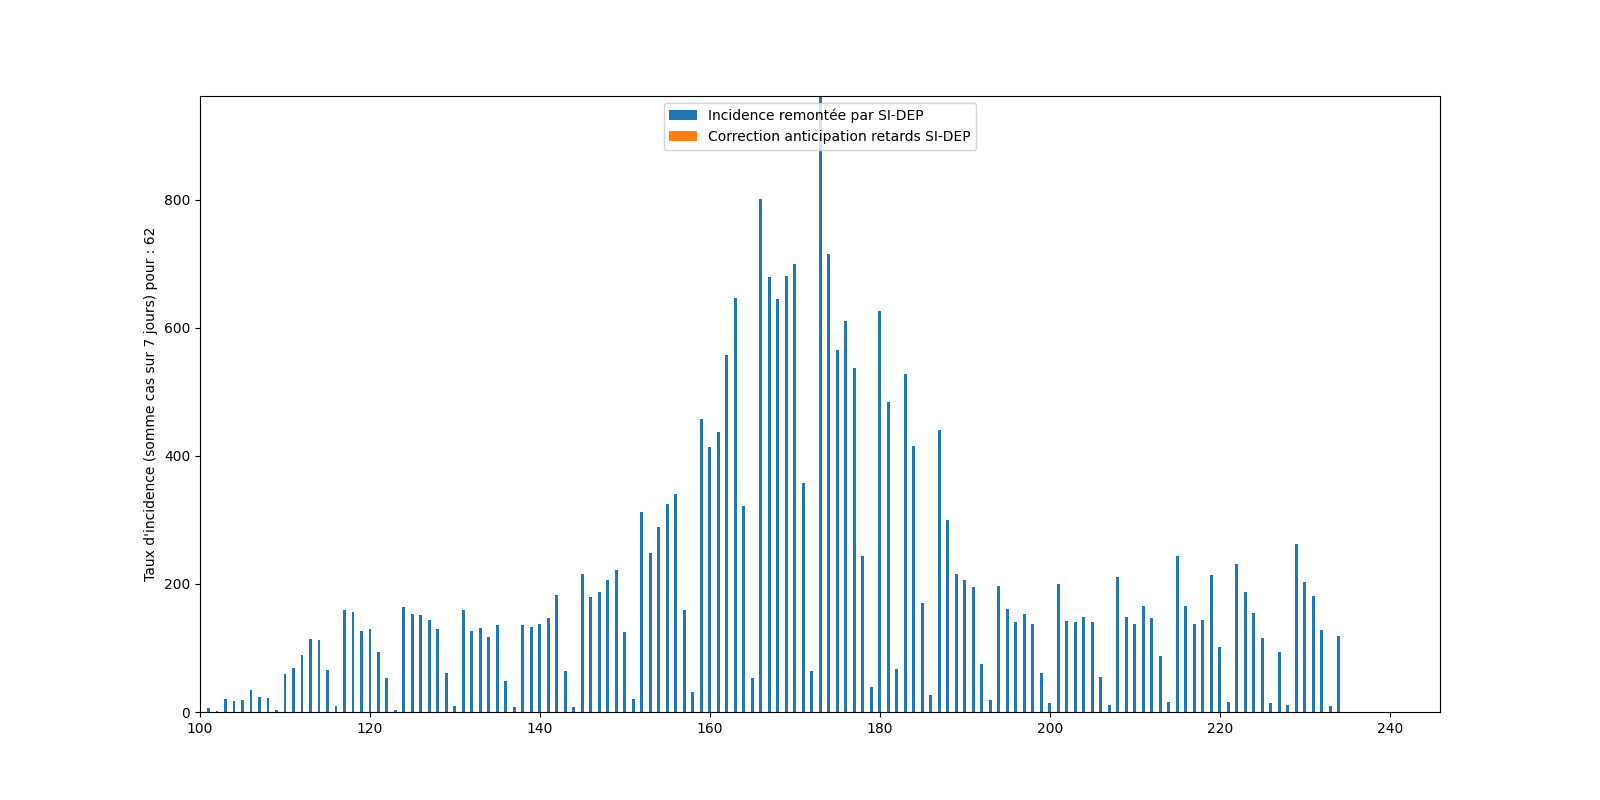 Incidence remontée par SI-DEP
Correction anticipation retards SI-DEP
Taux d'incidence (somme cas sur 7 jours) pour : 62
800
600
400
200
0
100 120 140 160 180 200 220 240